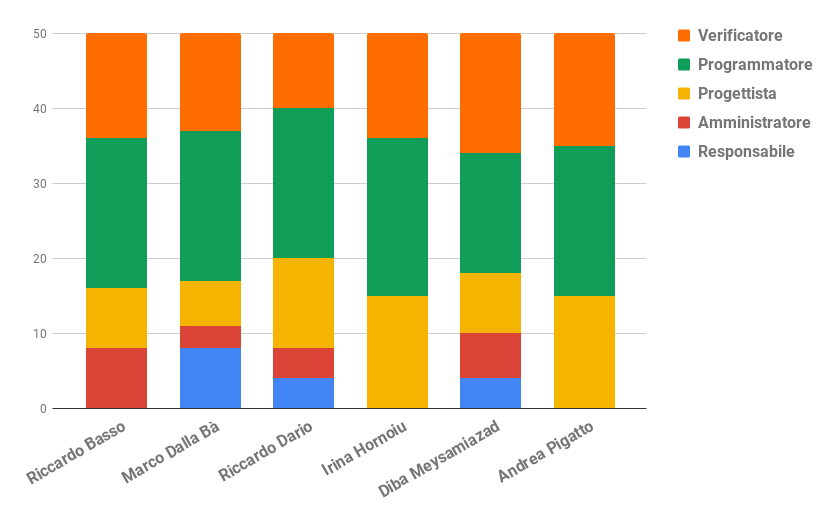 50
40
30
20
10
0
Riccardo Basso
Marco Dalla Bà
Riccardo Dario
Irina Hornoiu
Diba Meysamiazad
Andrea Pigatto
Verificatore
Programmatore
Progettista
Amministratore
Responsabile